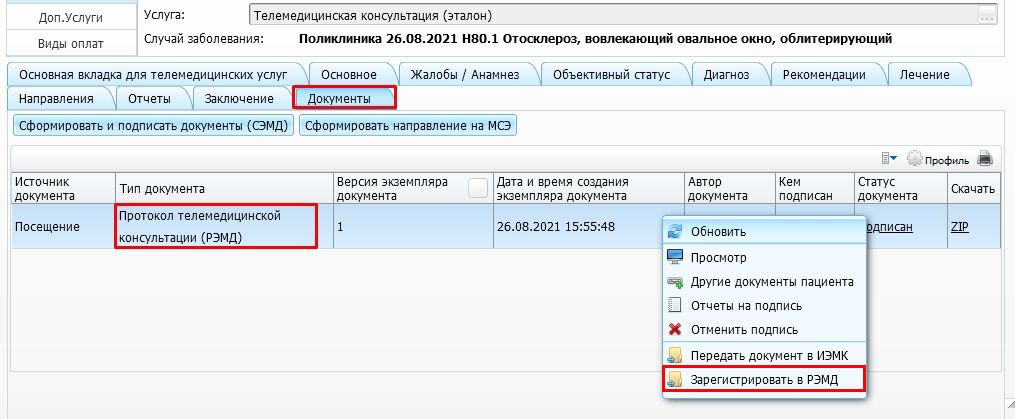 Доп.Услуги
Услуга:
Телемедицинская консультация (эталон)
...
Виды оплат
Случай заболевания:
Поликлиника 26.08.2021 H80.1 Отосклероз, вовлекающий овальное окно, облитерирующий
Основная вкладка для телемедицинских услуг
Основное
Жалобы / Анамнез
Объективный статус
Диагноз
Рекомендации
Лечение
Направления
Отчеты
Заключение
Документы
Сформировать и подписать документы (СЭМД)
Сформировать направление на МСЭ
Профиль
Источник документа
Тип документа
Версия экземпляра документа
Дата и время создания экземпляра документа
Автор документа
Кем подписан
Статус документа
Скачать
Посещение
Протокол телемедицинской
консультации (РЭМД)
1
26.08.2021 15:55:48
одписан
ZIP
Обновить
Просмотр
Другие документы пациента
Отчеты на подпись
Отменить подпись
Передать документ в ИЭМК
Зарегистрировать в РЭМД